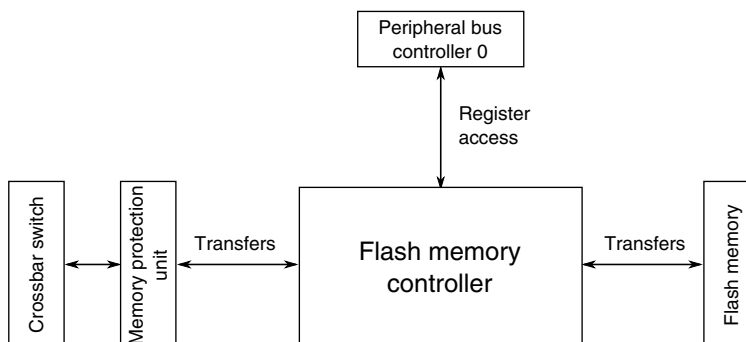 Peripheral bus
controller 0
Register
access
Crossbar switch
Memory protection
unit
Transfers
Flash memory
controller
Transfers
Flash memory